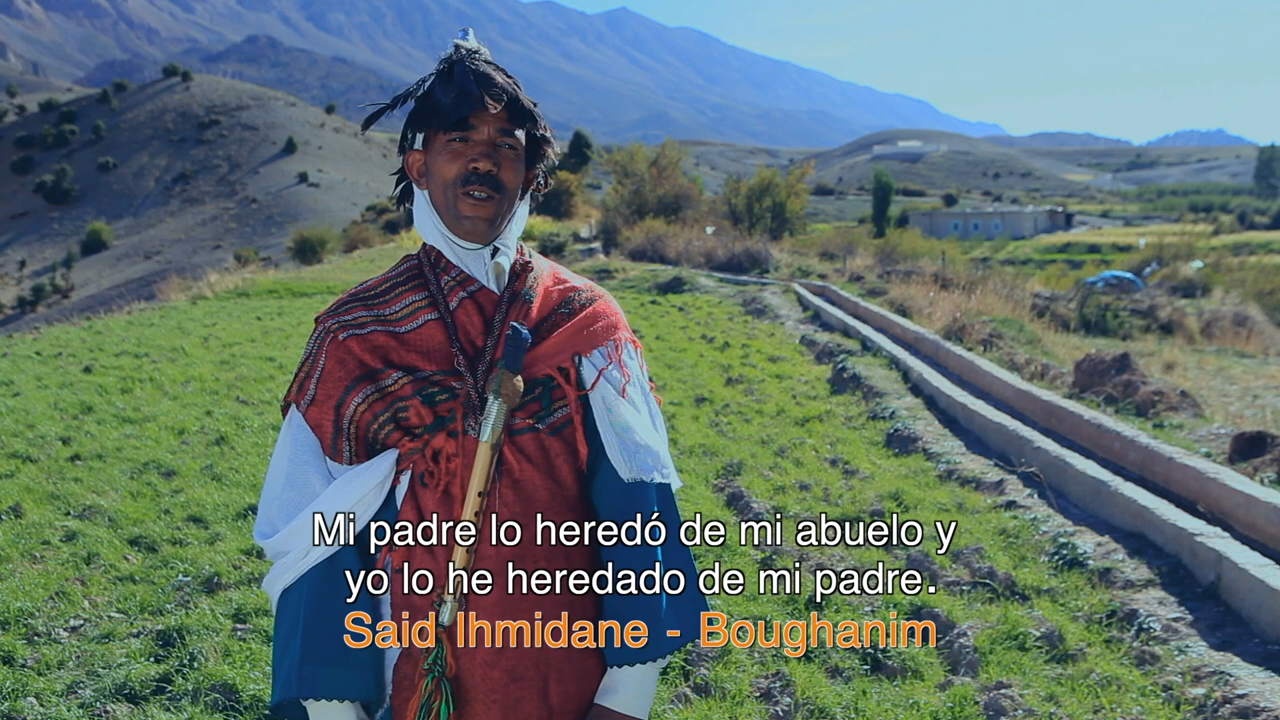 Mi padre lo heredó de mi abuelo y
yo lo he heredado de mi padre.
Said Ihmidane - Boughanim